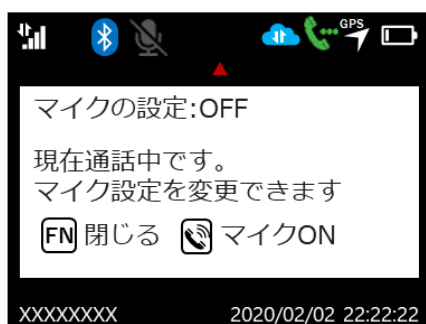 GPS
マイクの設定:OFF
現在通話中です。
マイク設定を変更できます
FN 閉じる マイクON
XXXXXXXX 2020/02/02 22:22:22